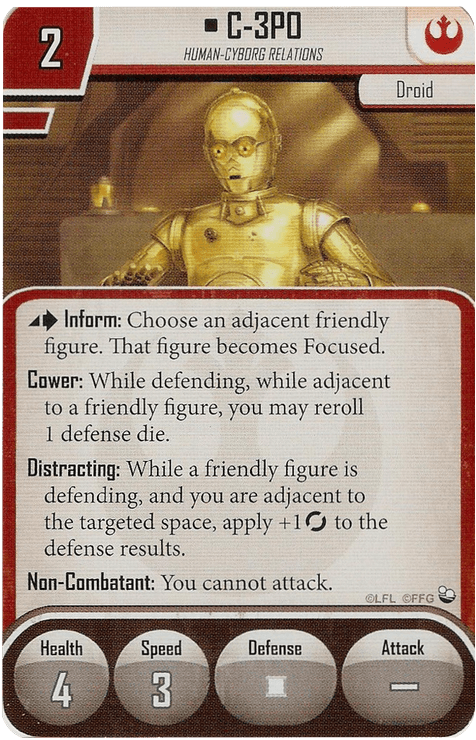 2
C-3PO
HUMAN-CYBORG RELATIONS
Droid
Inform: Choose an adjacent friendly
figure. That figure becomes Focused.
Cower: While defending, while adjacent
to a friendly figure, you may reroll
1 defense die.
Distracting: While a friendly figure is
defending, and you are adjacent to
the targeted space, apply +1 to the
defense results.
Non-Combatant: You cannot attack.
©LFL ©FFG
Health Speed Defense Attack
4 3 —